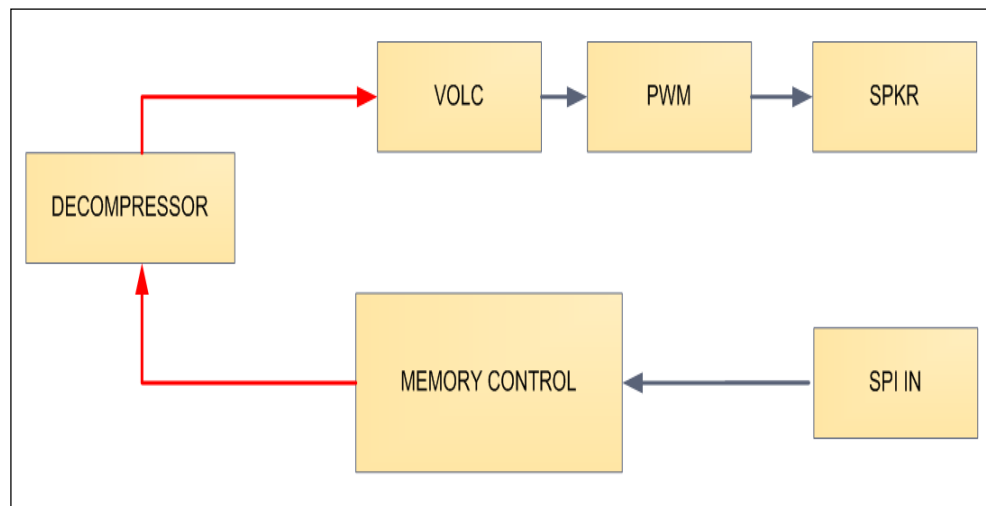 VOLC
PWM
SPKR
DECOMPRESSOR
MEMORY CONTROL
SPI IN